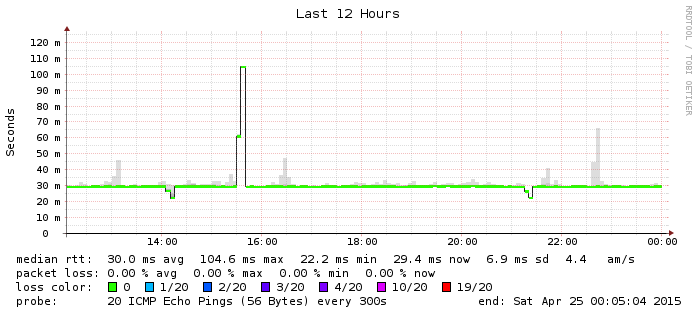 Last 12 Hours
RRDTOOL / TOBI OETIKER
Seconds
120 m
110 m
100 m
90 m
80 m
70 m
60 m
50 m
40 m
30 m
20 m
10 m
0
14:00 16:00 18:00 20:00 22:00 00:00
median rtt: 30.0 ms avg 104.6 ms max 22.2 ms min 29.4 ms now 6.9 ms sd 4.4 am/s
packet loss: 0.00 % avg 0.00 % max 0.00 % min 0.00 % now
loss color: 0 1/20 2/20 3/20 4/20 10/20 19/20
probe: 20 ICMP Echo Pings (56 Bytes) every 300s end: Sat Apr 25 00:05:04 2015